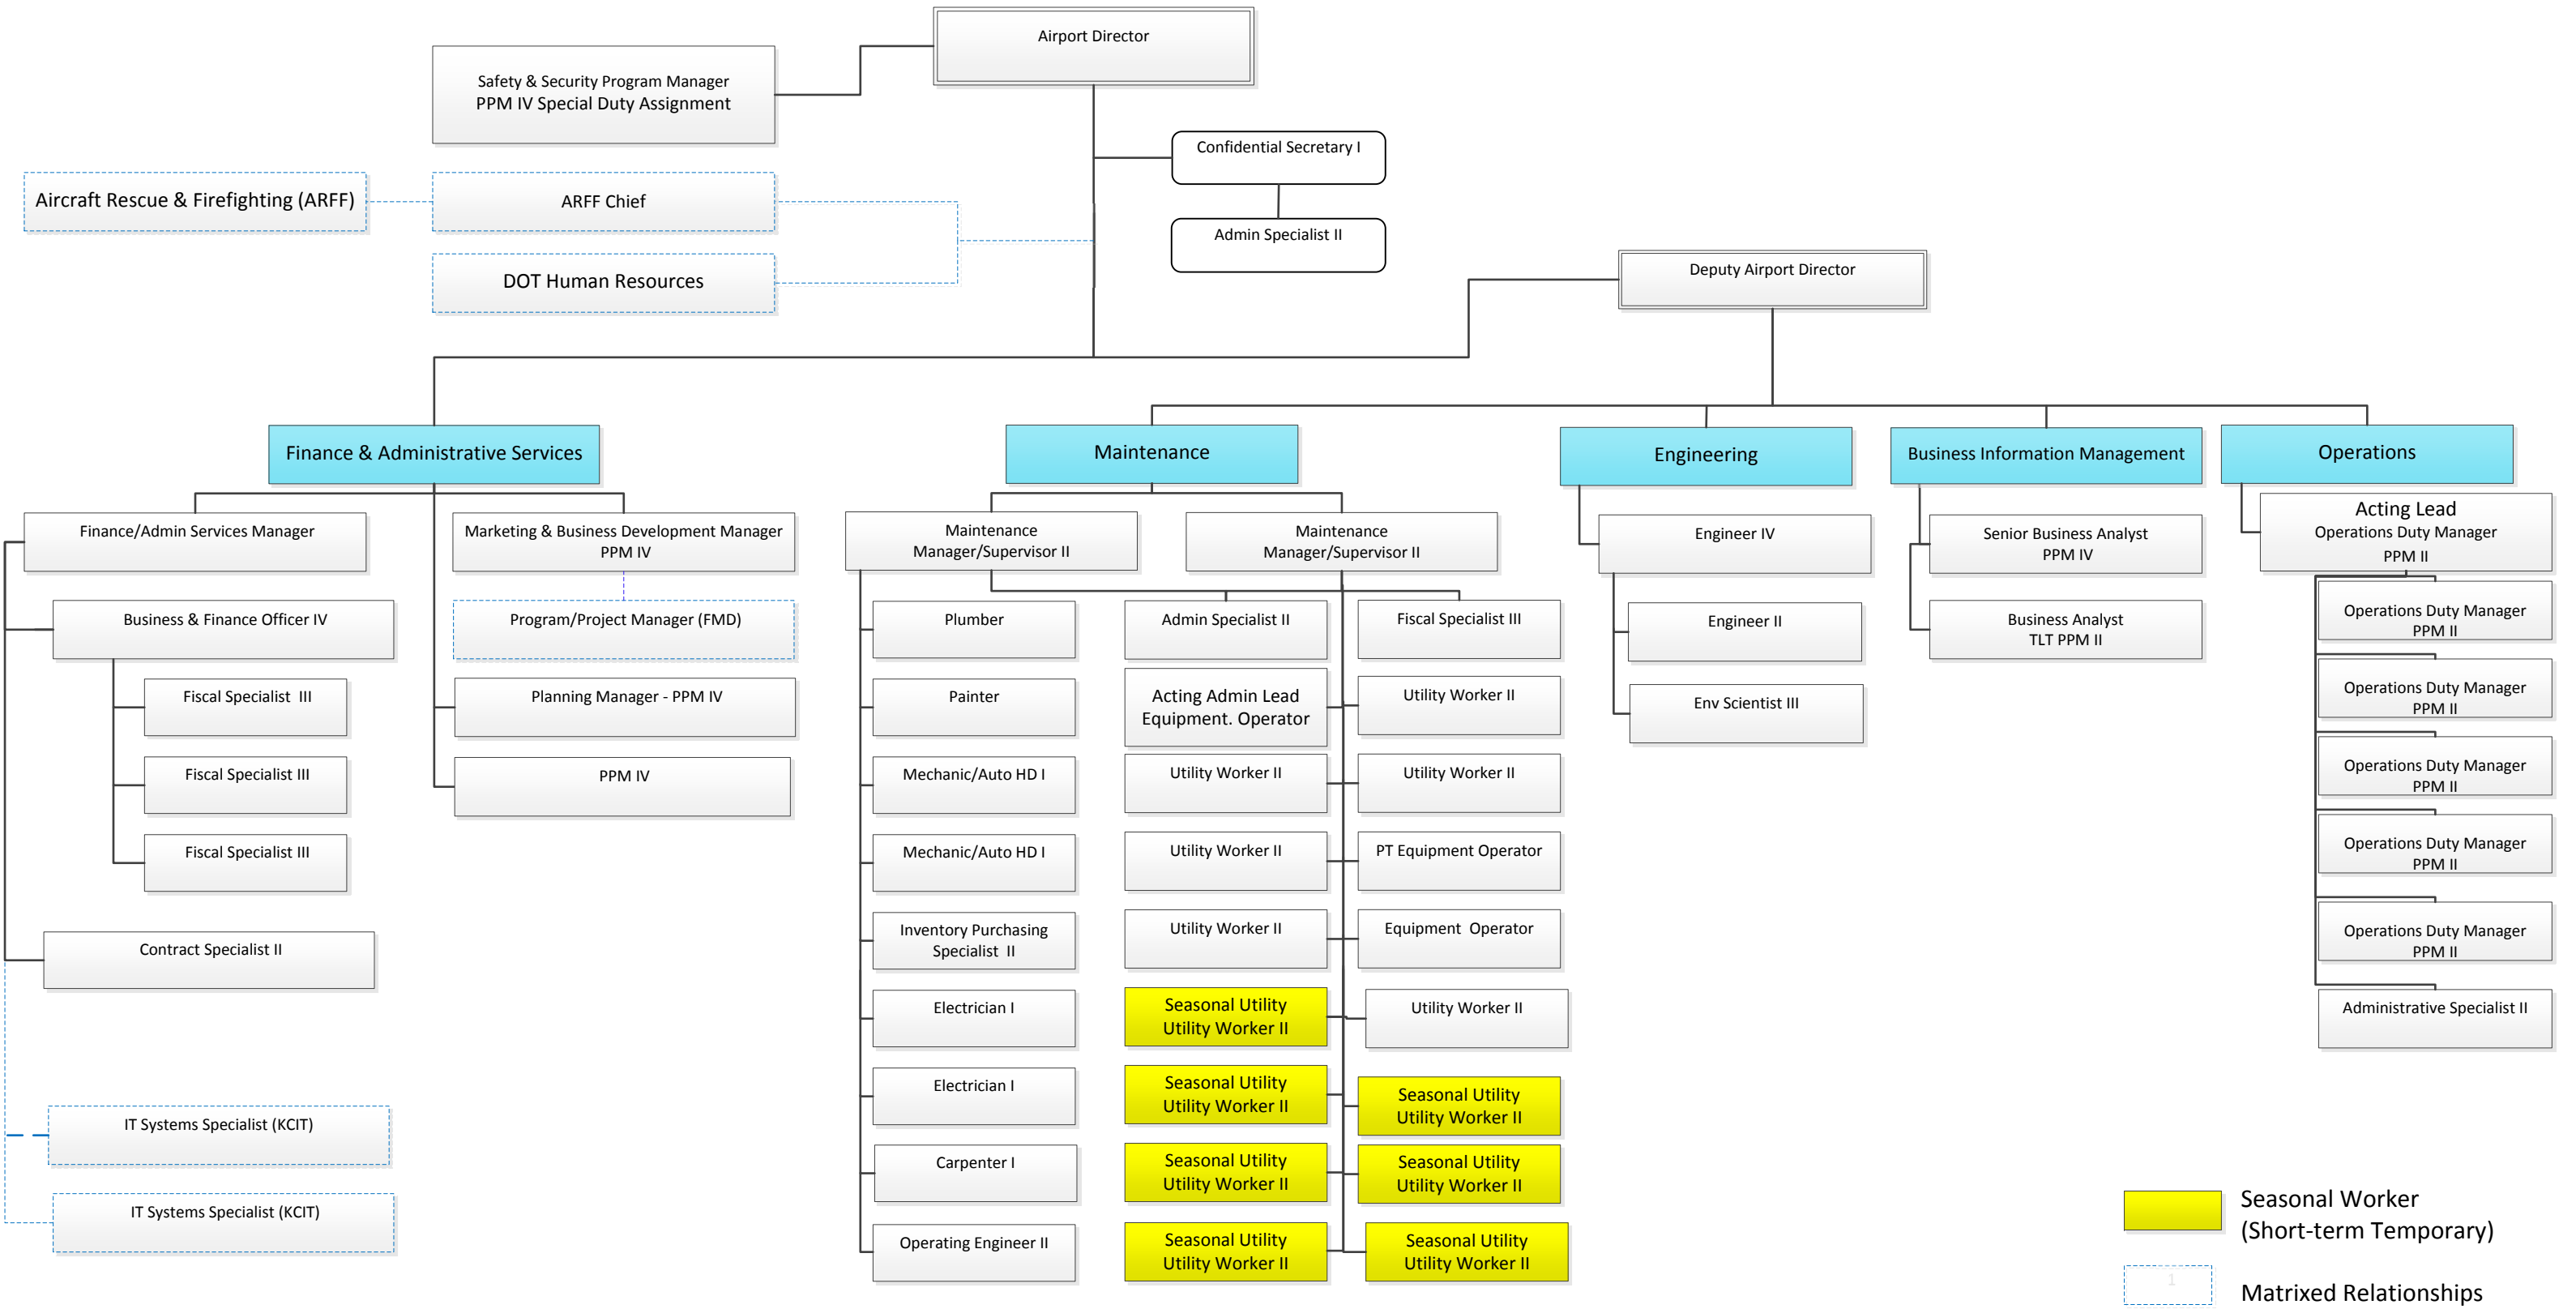 Airport Director
Safety & Security Program Manager
PPM IV Special Duty Assignment
Confidential Secretary I
Aircraft Rescue & Firefighting (ARFF)
ARFF Chief
Admin Specialist II
DOT Human Resources
Deputy Airport Director
Finance & Administrative Services
Maintenance
Engineering
Business Information Management
Operations
Finance/Admin Services Manager
Business & Finance Officer IV
Fiscal Specialist  III
Fiscal Specialist III
Fiscal Specialist III
Contract Specialist II
IT Systems Specialist (KCIT)
IT Systems Specialist (KCIT)
Marketing & Business Development Manager
PPM IV
Program/Project Manager (FMD)
Planning Manager - PPM IV
PPM IV
Maintenance
Manager/Supervisor II
Maintenance
Manager/Supervisor II
Plumber
Painter
Mechanic/Auto HD I
Mechanic/Auto HD I
Inventory Purchasing
Specialist  II
Electrician I
Electrician I
Carpenter I
Operating Engineer II
Admin Specialist II
Acting Admin Lead
Equipment. Operator
Utility Worker II
Utility Worker II
Utility Worker II
Seasonal Utility
Utility Worker II
Seasonal Utility
Utility Worker II
Seasonal Utility
Utility Worker II
Seasonal Utility
Utility Worker II
Fiscal Specialist III
Utility Worker II
Utility Worker II
PT Equipment Operator
Equipment  Operator
Utility Worker II
Seasonal Utility
Utility Worker II
Seasonal Utility
Utility Worker II
Seasonal Utility
Utility Worker II
Engineer IV
Engineer II
Env Scientist III
Senior Business Analyst
PPM IV
Business Analyst
TLT PPM II
Acting Lead
Operations Duty Manager
PPM II
Operations Duty Manager
PPM II
Operations Duty Manager
PPM II
Operations Duty Manager
PPM II
Operations Duty Manager
PPM II
Operations Duty Manager
PPM II
Administrative Specialist II
Seasonal Worker
(Short-term Temporary)
1
Matrixed Relationships